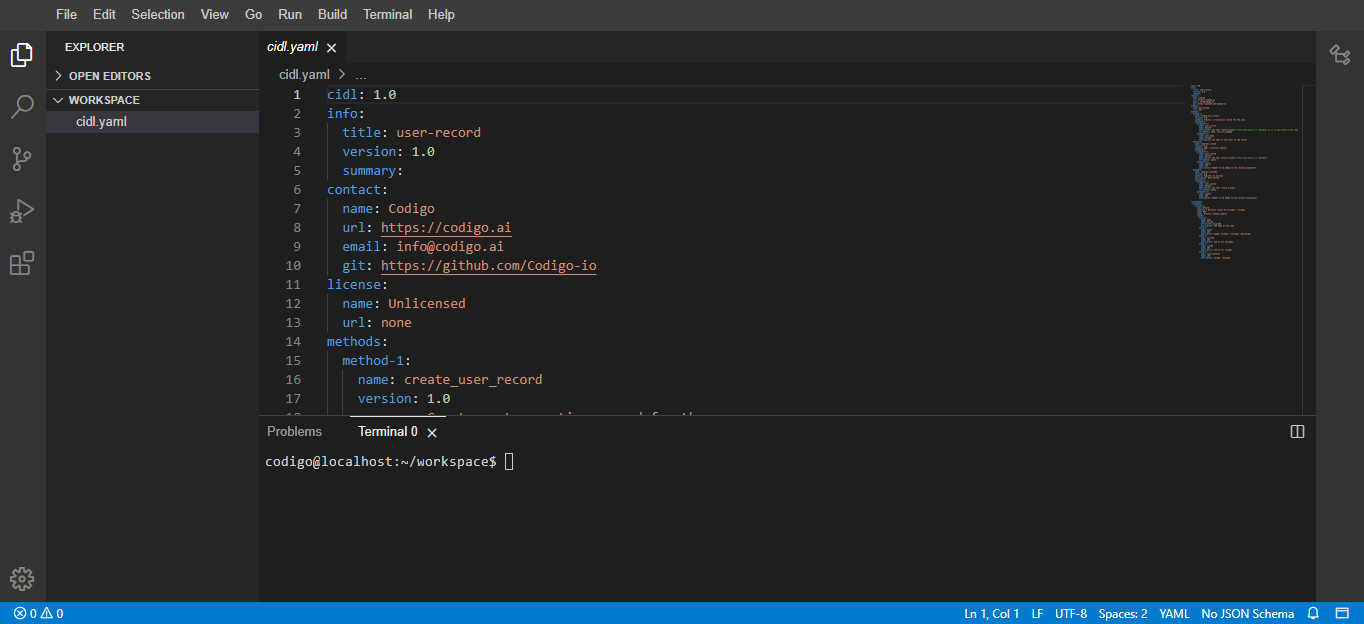 File Edit Selection View Go Run Build Terminal Help
EXPLORER
OPEN EDITORS
WORKSPACE
cidl.yaml
cidl.yaml
cidl.yaml > ...
1 cidl: 1.0
2 info:
3 title: user-record
4 version: 1.0
5 summary:
6 contact:
7 name: Codigo
8 url: https://codigo.ai
9 email: info@codigo.ai
10 git: https://github.com/Codigo-io
11 license:
12 name: Unlicensed
13 url: none
14 methods:
15 method-1:
16 name: create_user_record
17 version: 1.0
Problems Terminal 0
codigo@localhost:~/workspace$
0 0 Ln 1, Col 1 LF UTF-8 Spaces: 2 YAML No JSON Schema